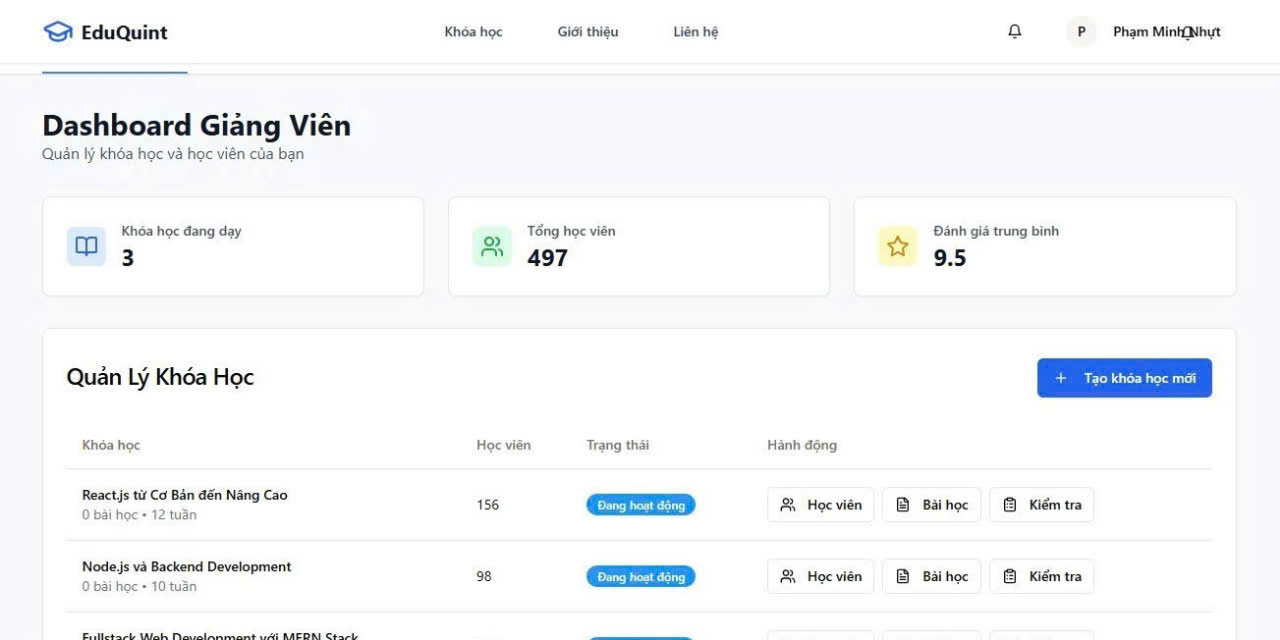 EduQuint
Khóa học Giới thiệu Liên hệ
P Phạm Minh Nhựt
Dashboard Giảng Viên
Quản lý khóa học và học viên của bạn
Khóa học đang dạy
3
Tổng học viên
497
Đánh giá trung bình
9.5
Quản Lý Khóa Học
+ Tạo khóa học mới
Khóa học Học viên Trạng thái Hành động
React.js từ Cơ Bản đến Nâng Cao
0 bài học • 12 tuần
156 Đang hoạt động Học viên Bài học Kiểm tra
Node.js và Backend Development
0 bài học • 10 tuần
98 Đang hoạt động Học viên Bài học Kiểm tra
Fullstack Web Development với MERN Stack